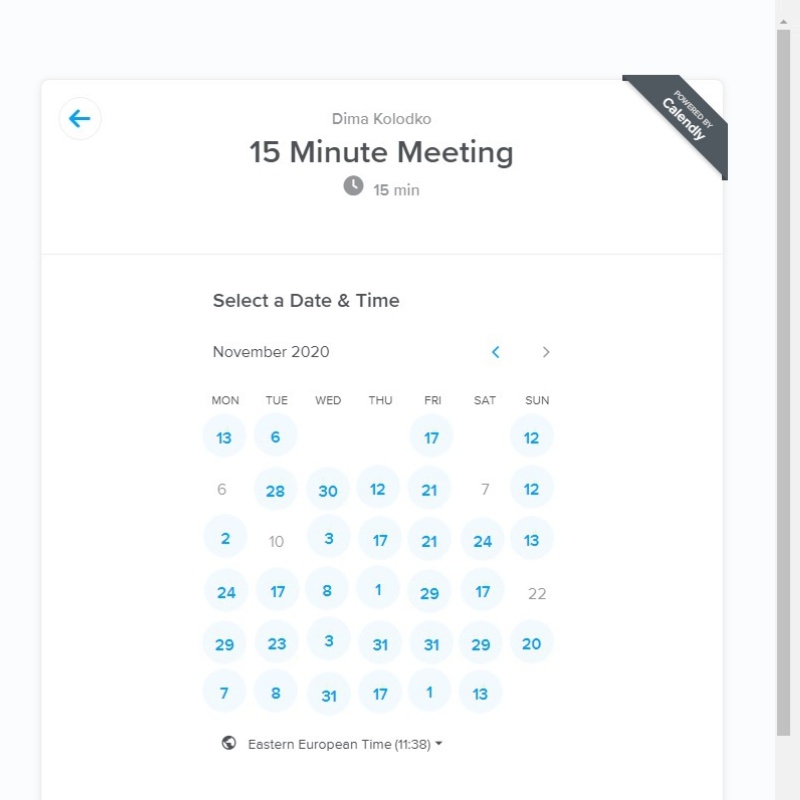 POWERED BY
Calendly
Dima Kolodko
15 Minute Meeting
15 min
Select a Date & Time
November 2020
MON TUE WED THU FRI SAT SUN
13 6 17 12
6 28 30 12 21 7 12
2 10 3 17 21 24 13
24 17 8 1 29 17 22
29 23 3 31 31 29 20
7 8 31 17 1 13
Eastern European Time (11:38)